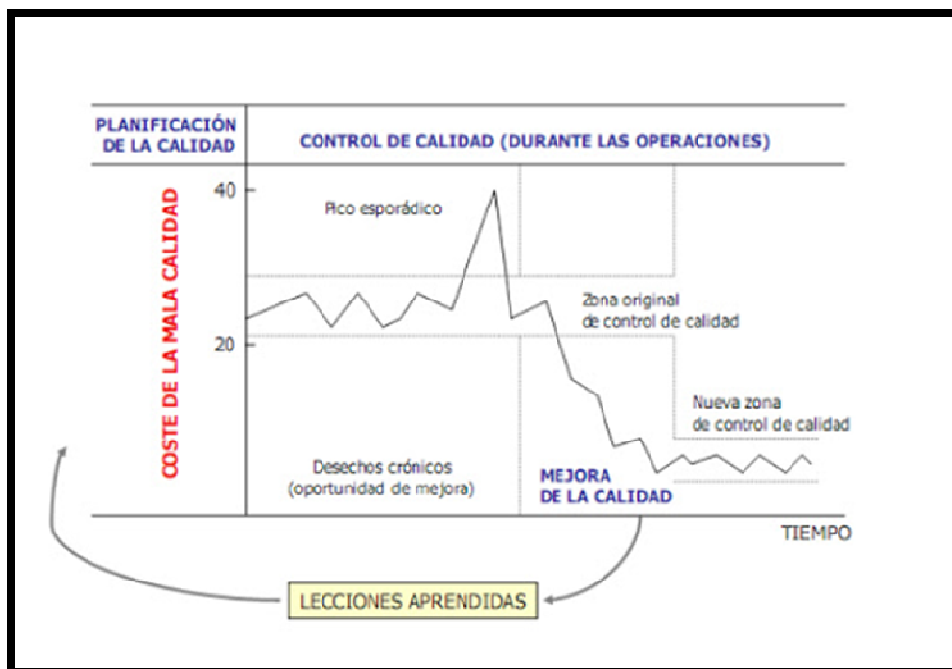 PLANIFICACIÓN
DE LA CALIDAD
CONTROL DE CALIDAD (DURANTE LAS OPERACIONES)
COSTE DE LA MALA CALIDAD
40
Pico esporádico
Zona original
de control de calidad
20
Nueva zona
de control de calidad
Desechos crónicos
(oportunidad de mejora)
MEJORA
DE LA CALIDAD
TIEMPO
LECCIONES APRENDIDAS